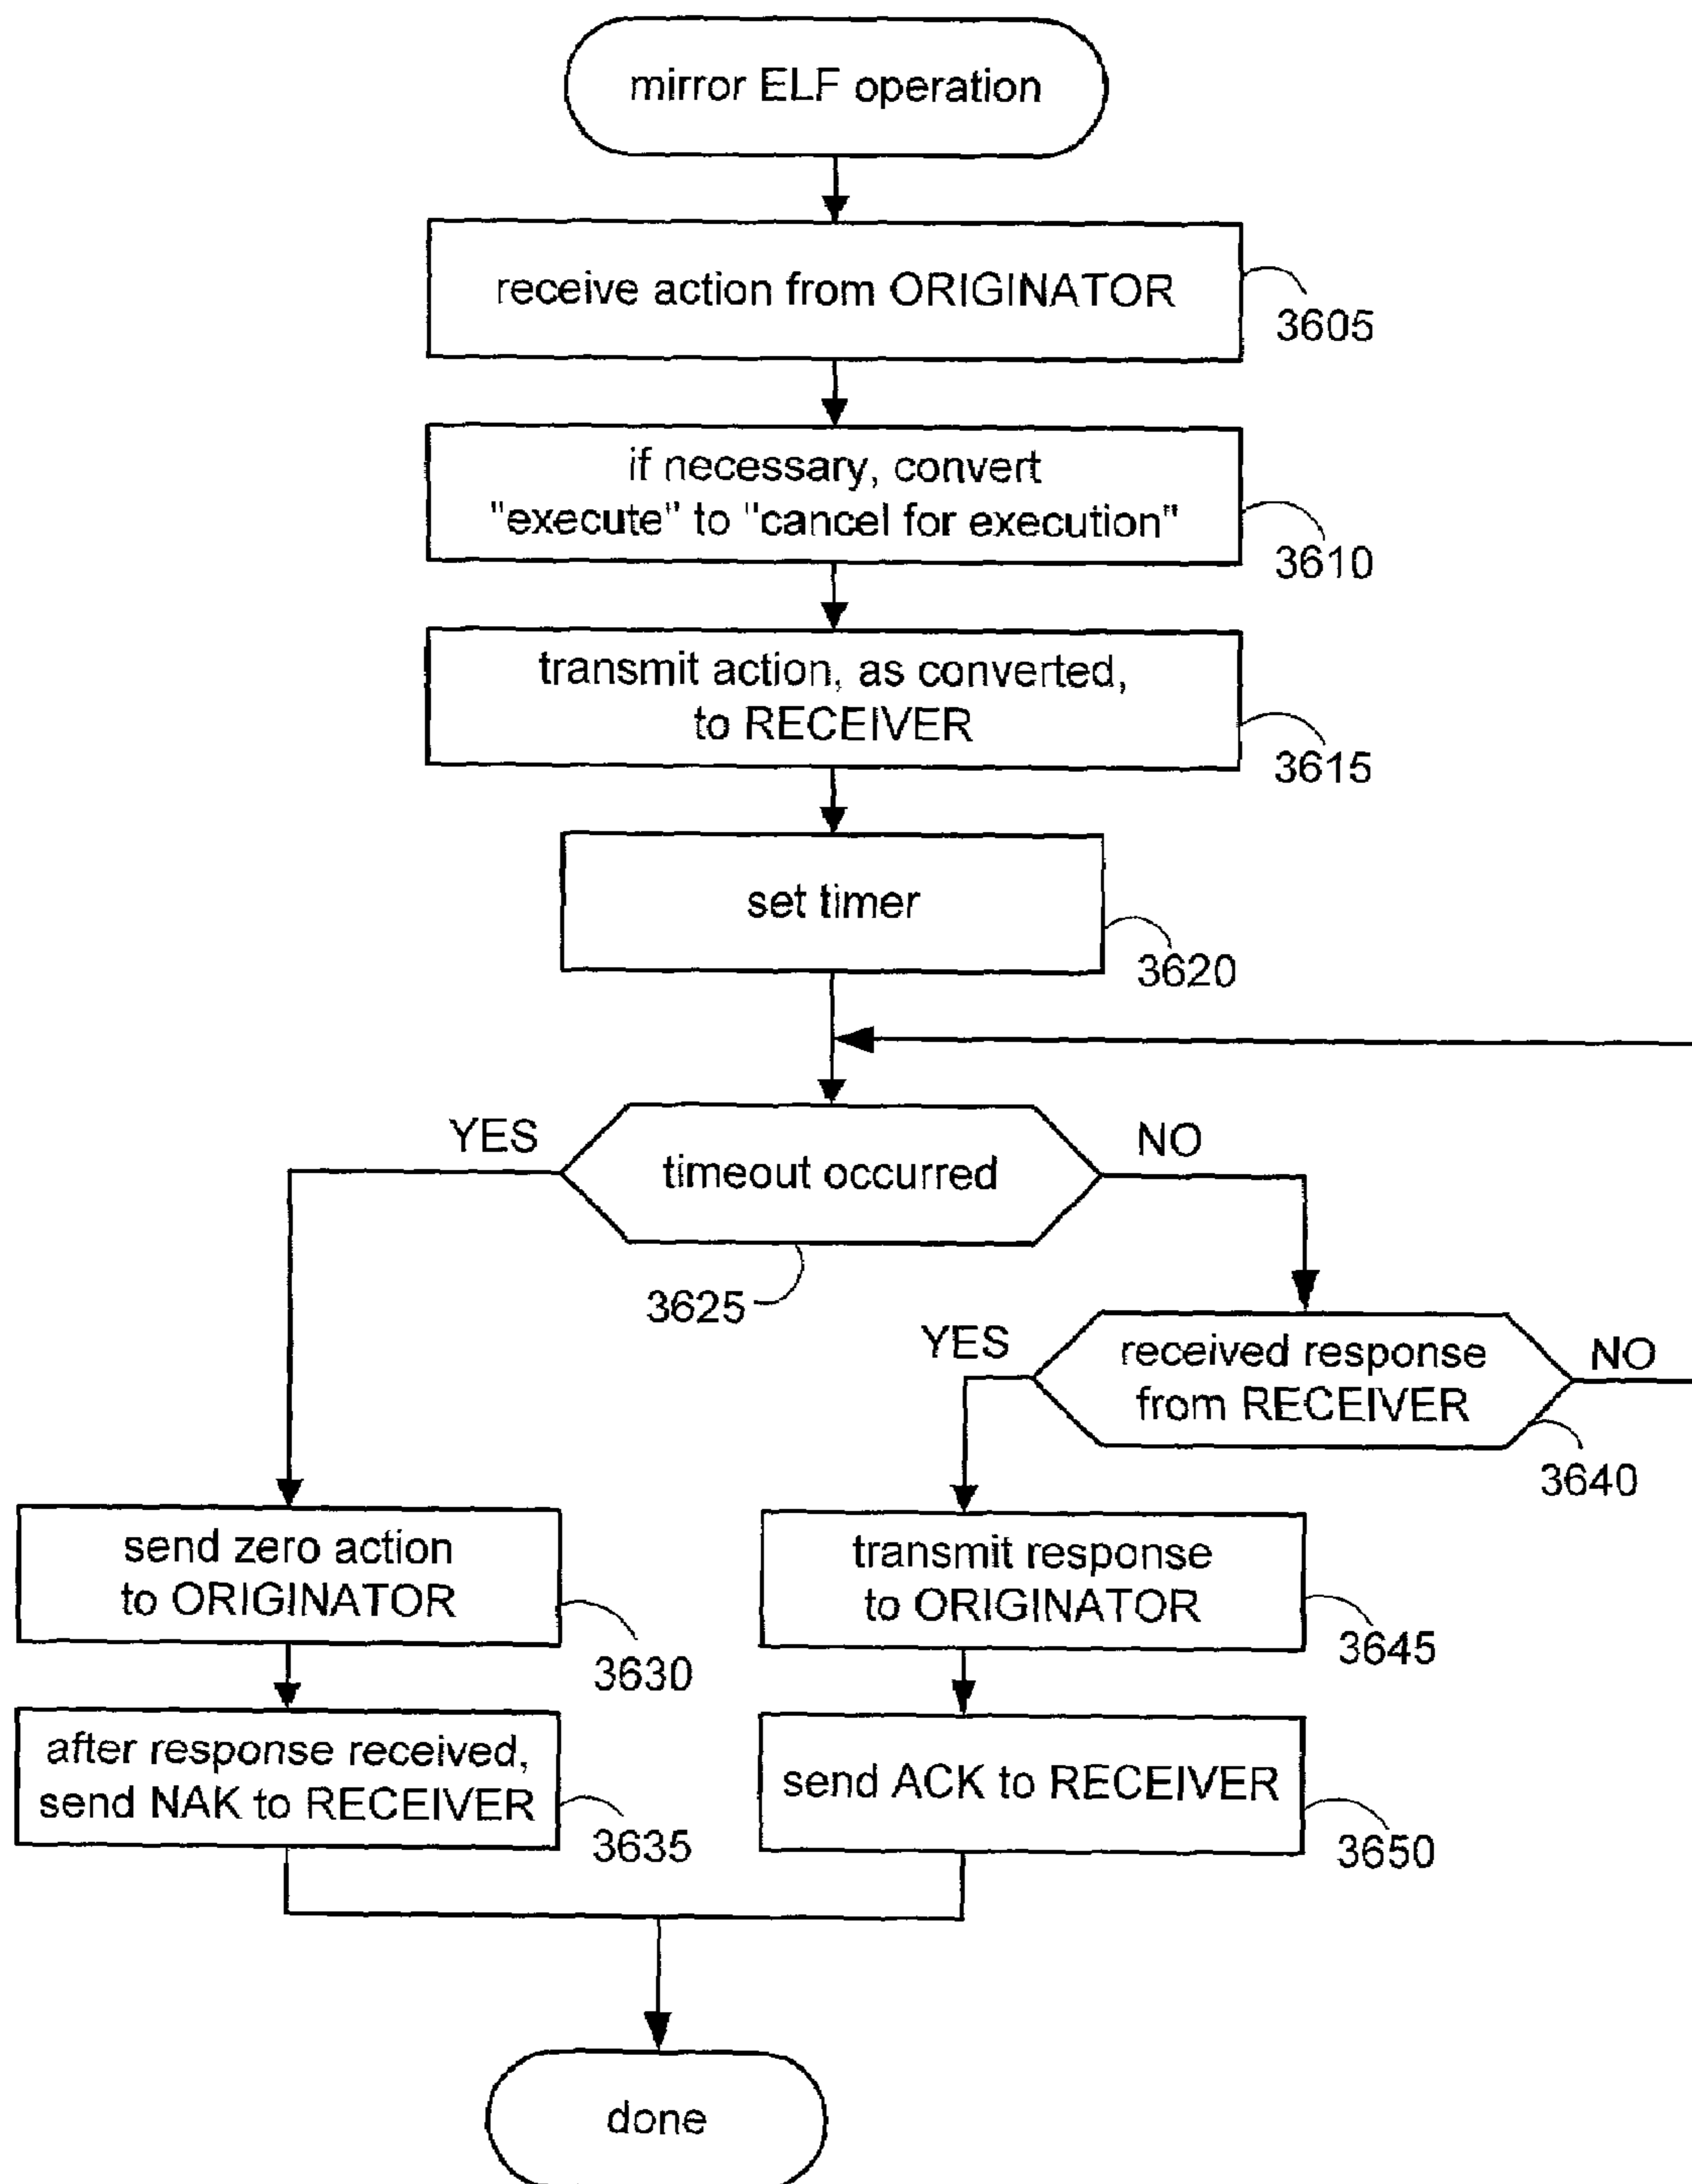 mirror ELF operation
receive action from ORIGINATOR
3605
if necessary, convert
"execute" to "cancel for execution"
3610
transmit action, as converted,
to RECEIVER
3615
set timer
3620
YES
timeout occurred
NO
3625
YES
received response
from RECEIVER
NO
3640
send zero action
to ORIGINATOR
3630
transmit response
to ORIGINATOR
3645
after response received,
send NAK to RECEIVER
3635
send ACK to RECEIVER
3650
done